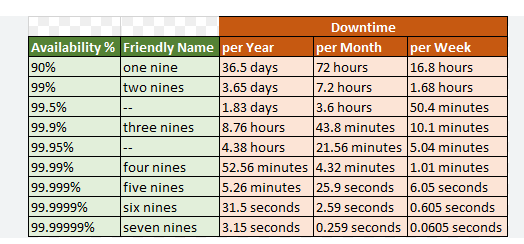 Downtime
Availability % Friendly Name per Year per Month per Week
90% one nine 36.5 days 72 hours 16.8 hours
99% two nines 3.65 days 7.2 hours 1.68 hours
99.5% -- 1.83 days 3.6 hours 50.4 minutes
99.9% three nines 8.76 hours 43.8 minutes 10.1 minutes
99.95% -- 4.38 hours 21.56 minutes 5.04 minutes
99.99% four nines 52.56 minutes 4.32 minutes 1.01 minutes
99.999% five nines 5.26 minutes 25.9 seconds 6.05 seconds
99.9999% six nines 31.5 seconds 2.59 seconds 0.605 seconds
99.99999% seven nines 3.15 seconds 0.259 seconds 0.0605 seconds